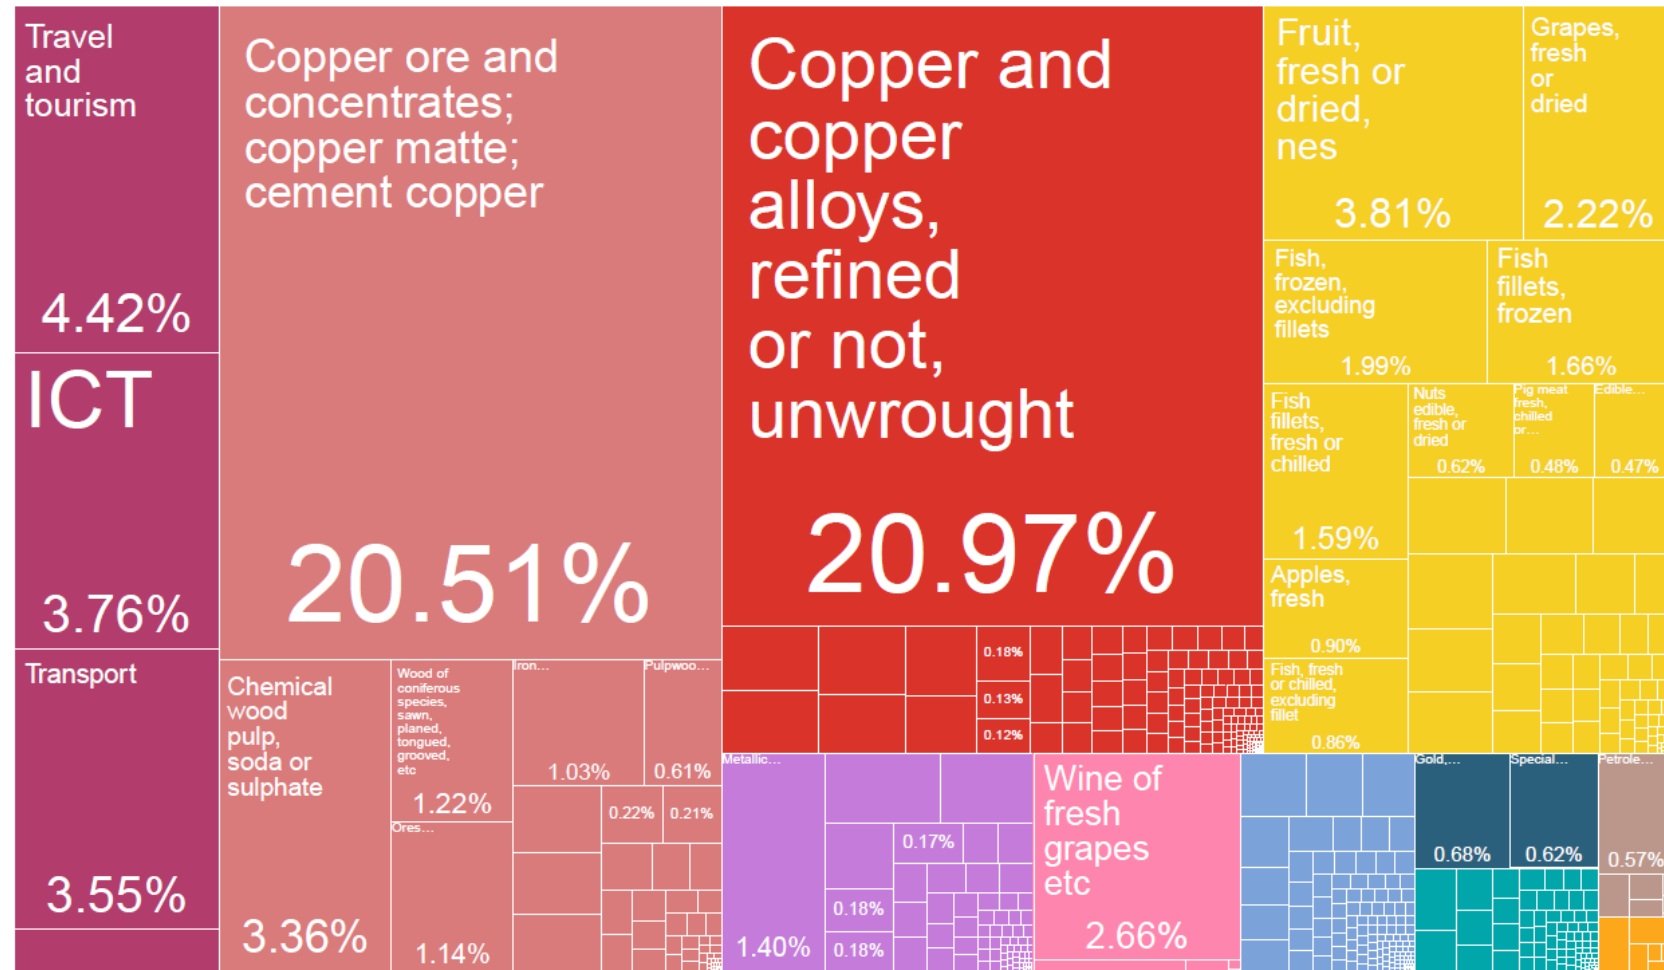 Travel
and
tourism
4.42%
ICT
3.76%
Transport
3.55%
Copper ore and
concentrates;
copper matte;
cement copper
20.51%
Chemical
wood
pulp,
soda or
sulphate
3.36%
Wood of
coniferous
species,
sawn,
planed,
tongued,
grooved,
etc
1.22%
Ores...
1.14%
Iron...
1.03%
Pulpwoo...
0.61%
0.22%
0.21%
Copper and
copper
alloys,
refined
or not,
unwrought
20.97%
0.18%
0.13%
0.12%
Metallic...
1.40%
0.17%
0.18%
0.18%
Wine of
fresh
grapes
etc
2.66%
Fruit,
fresh or
dried,
nes
3.81%
Grapes,
fresh
or
dried
2.22%
Fish,
frozen,
excluding
fillets
1.99%
Fish
fillets,
frozen
1.66%
Fish
fillets,
fresh or
chilled
1.59%
Nuts
edible,
fresh or
dried
0.62%
Pig meat
fresh,
chilled
or...
0.48%
Edible...
0.47%
Apples,
fresh
0.90%
Fish, fresh
or chilled,
excluding
fillet
0.86%
Gold,...
0.68%
Special...
0.62%
Petrole...
0.57%